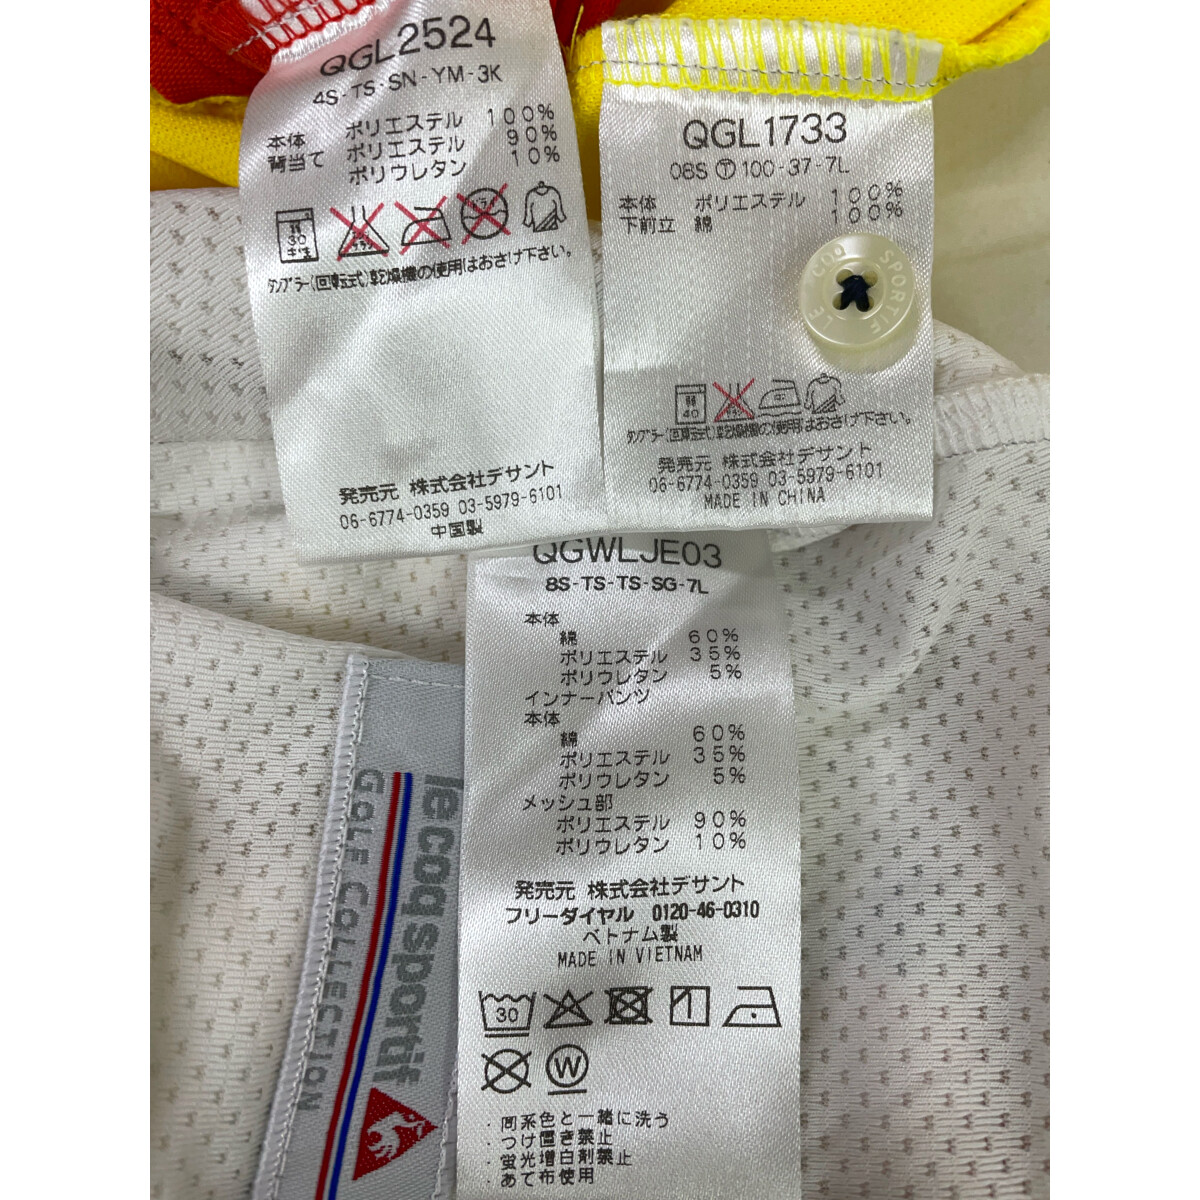 QGL2524
4S-TS-SN-YM-3K
本体 ポリエステル 100%
背当て ポリエステル 90%
ポリウレタン 10%
30
中性
タンブラー(回転式)乾燥機の使用はおさけ下さい。
発売元 株式会社デサント
06-6774-0359 03-5979-6101
中国製
QGL1733
08S Ⓣ 100-37-7L
本体 ポリエステル 100%
下前立 綿 100%
LE COQ SPORTIF
40
タンブラー(回転式)乾燥機の使用はおさけ下さい。
発売元 株式会社デサント
06-6774-0359 03-5979-6101
MADE IN CHINA
QGWLJE03
8S-TS-TS-SG-7L
本体
綿 60%
ポリエステル 35%
ポリウレタン 5%
インナーパンツ
本体
綿 60%
ポリエステル 35%
ポリウレタン 5%
メッシュ部
ポリエステル 90%
ポリウレタン 10%
発売元 株式会社デサント
フリーダイヤル 0120-46-0310
ベトナム製
MADE IN VIETNAM
30
W
・同系色と一緒に洗う
・つけ置き禁止
・蛍光増白剤禁止
・あて布使用
le coq sportif
GOLF COLLECTION